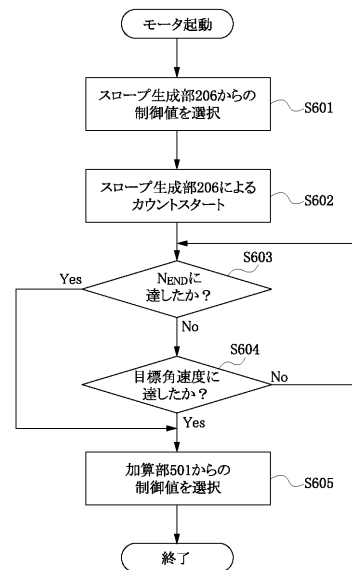 モータ起動
スロープ生成部206からの
制御値を選択
S601
スロープ生成部206による
カウントスタート
S602
S603
Yes
NENDに
達したか？
No
S604
目標角速度に
達したか？
No
Yes
加算部501からの
制御値を選択
S605
終了